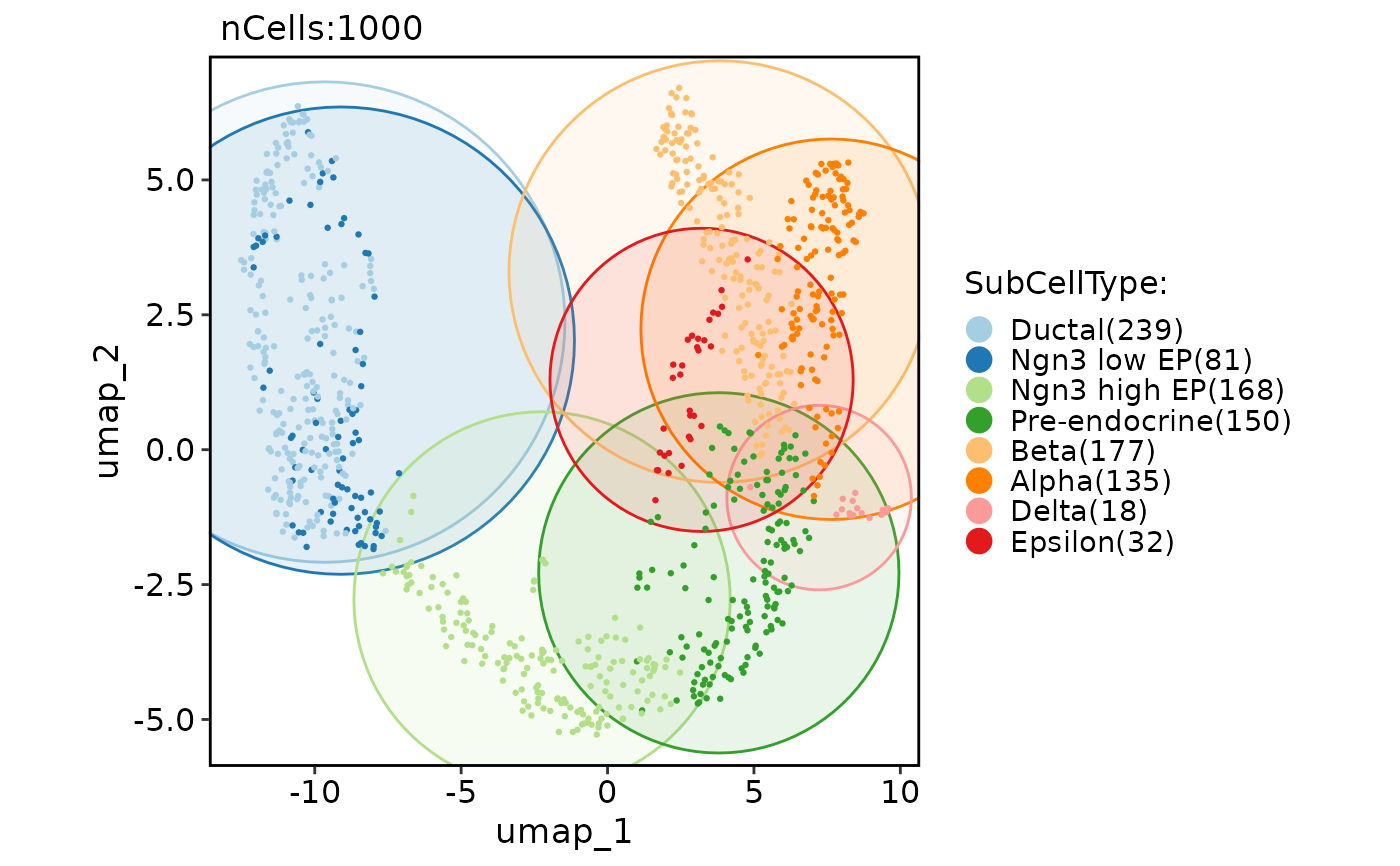 nCells:1000
5.0
2.5
0.0
-2.5
-5.0
umap_2
-10
-5
0
5
10
umap_1
SubCellType:
Ductal(239)
Ngn3 low EP(81)
Ngn3 high EP(168)
Pre-endocrine(150)
Beta(177)
Alpha(135)
Delta(18)
Epsilon(32)